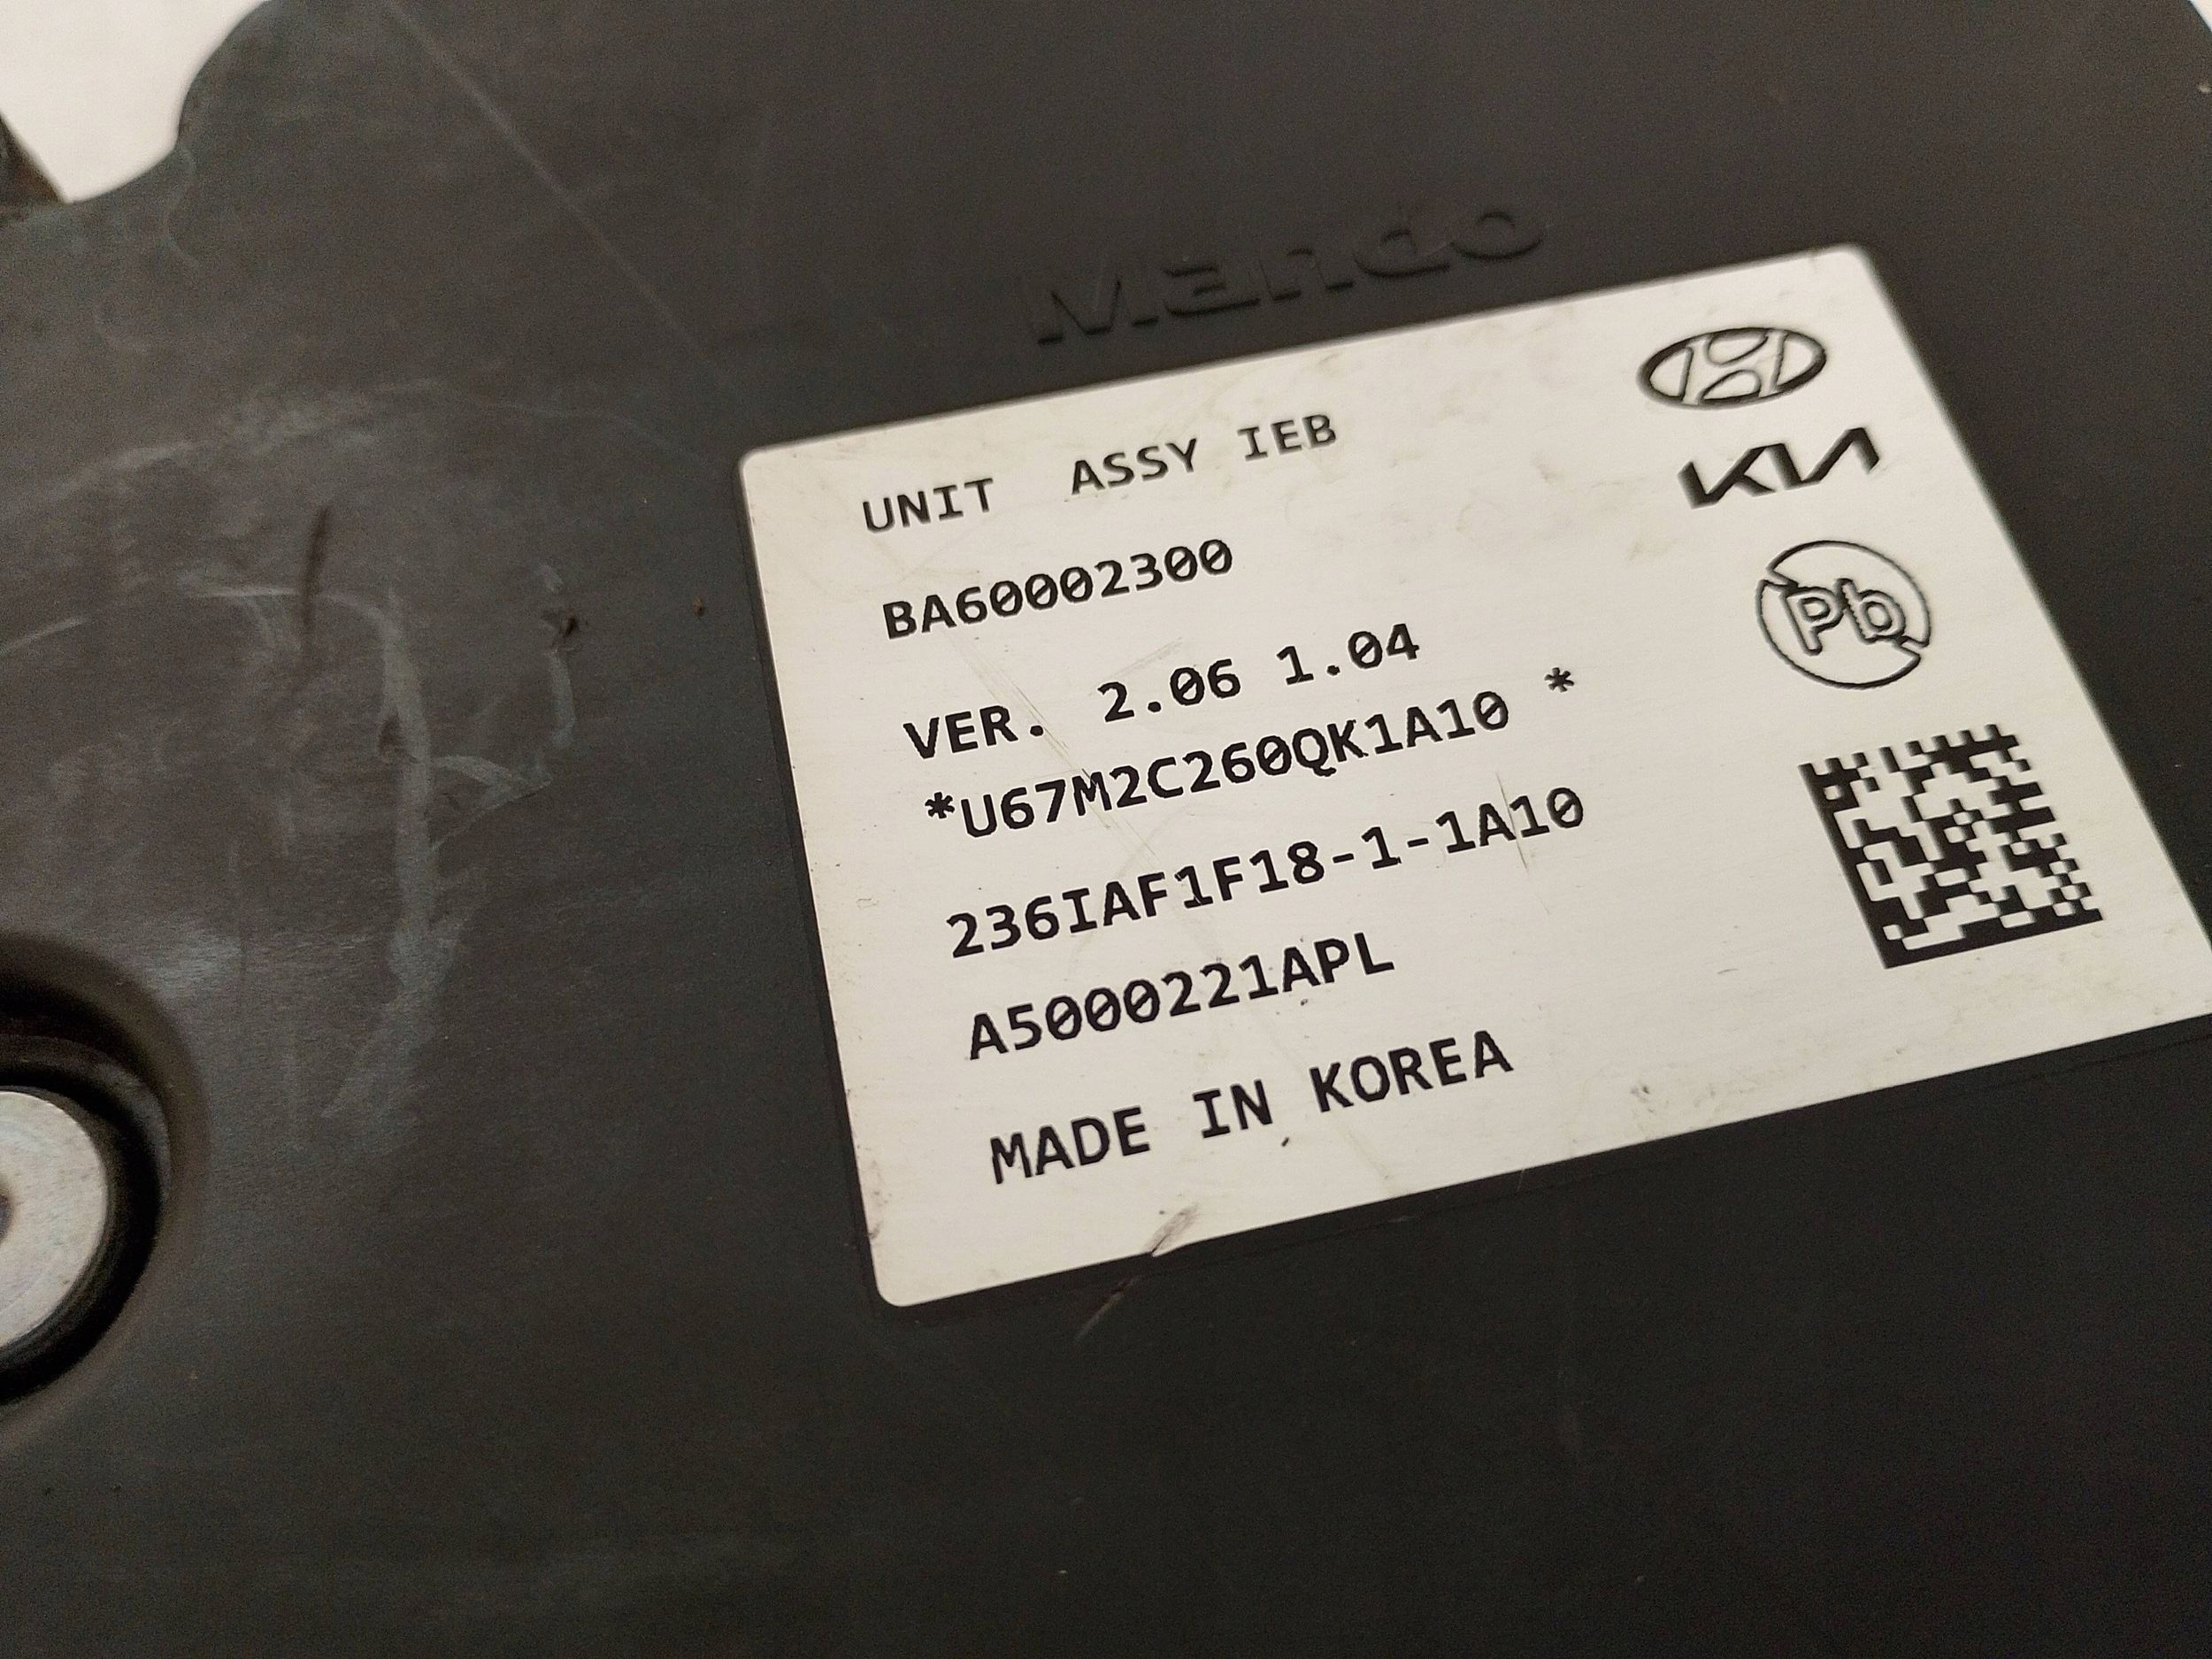 Mando
UNIT ASSY IEB
KIA
BA60002300
Pb
VER. 2.06 1.04
*U67M2C260QK1A10 *
236IAF1F18-1-1A10
A5000221APL
MADE IN KOREA